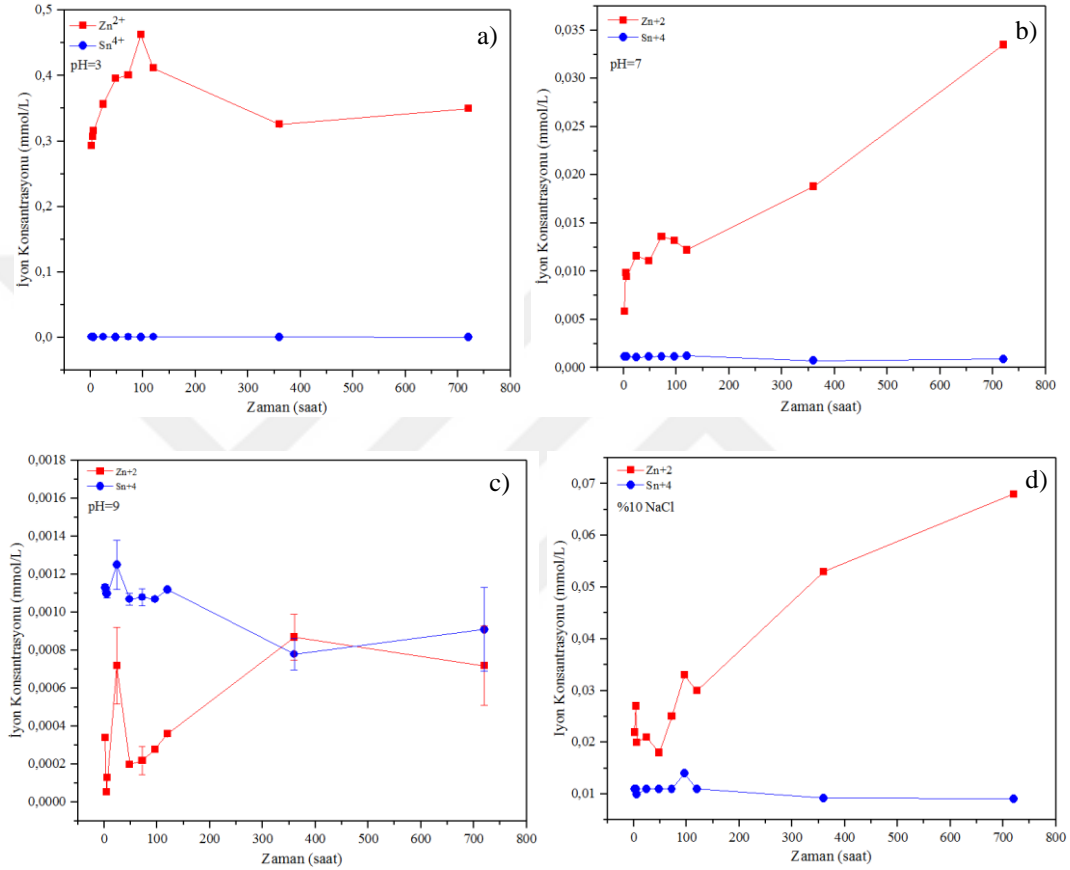 Zn2+
Sn4+
a)
pH=3
0,5
0,4
0,3
0,2
0,1
0,0
İyon Konsantrasyonu (mmol/L)
0 100 200 300 400 500 600 700 800
Zaman (saat)
Zn+2
Sn+4
b)
pH=7
0,035
0,030
0,025
0,020
0,015
0,010
0,005
0,000
İyon Konsantrasyonu (mmol/L)
0 100 200 300 400 500 600 700 800
Zaman (saat)
Zn+2
Sn+4
c)
pH=9
0,0018
0,0016
0,0014
0,0012
0,0010
0,0008
0,0006
0,0004
0,0002
0,0000
İyon Konsantrasyonu (mmol/L)
0 100 200 300 400 500 600 700 800
Zaman (saat)
Zn+2
Sn+4
d)
%10 NaCl
0,07
0,06
0,05
0,04
0,03
0,02
0,01
İyon Konsantrasyonu (mmol/L)
0 100 200 300 400 500 600 700 800
Zaman (saat)